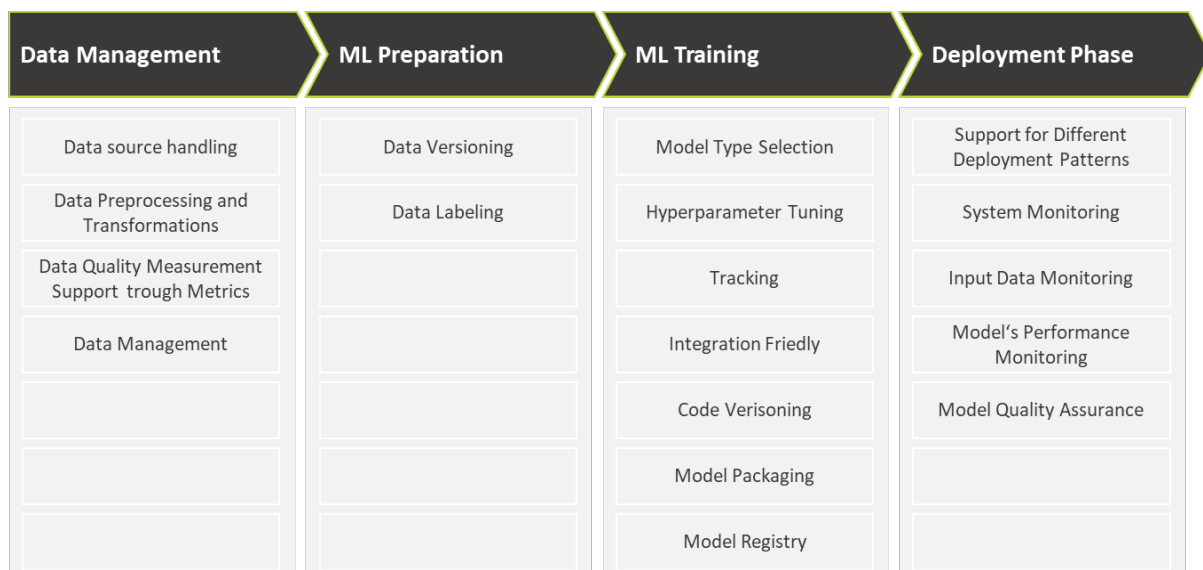 Data Management
ML Preparation
ML Training
Deployment Phase
Data source handling
Data Preprocessing and
Transformations
Data Quality Measurement
Support trough Metrics
Data Management
Data Versioning
Data Labeling
Model Type Selection
Hyperparameter Tuning
Tracking
Integration Friedly
Code Verisoning
Model Packaging
Model Registry
Support for Different
Deployment Patterns
System Monitoring
Input Data Monitoring
Model‘s Performance
Monitoring
Model Quality Assurance